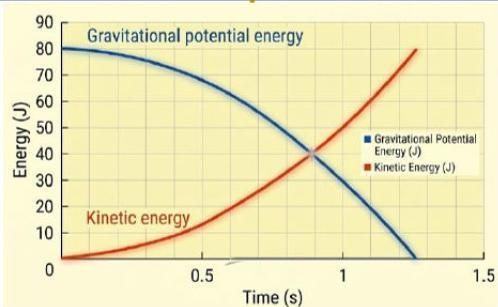 90
Gravitational potential energy
80
70
60
50
40
30
20
10
0
Energy (J)
Gravitational Potential
Energy (J)
Kinetic Energy (J)
Kinetic energy
0.5
1
1.5
Time (s)